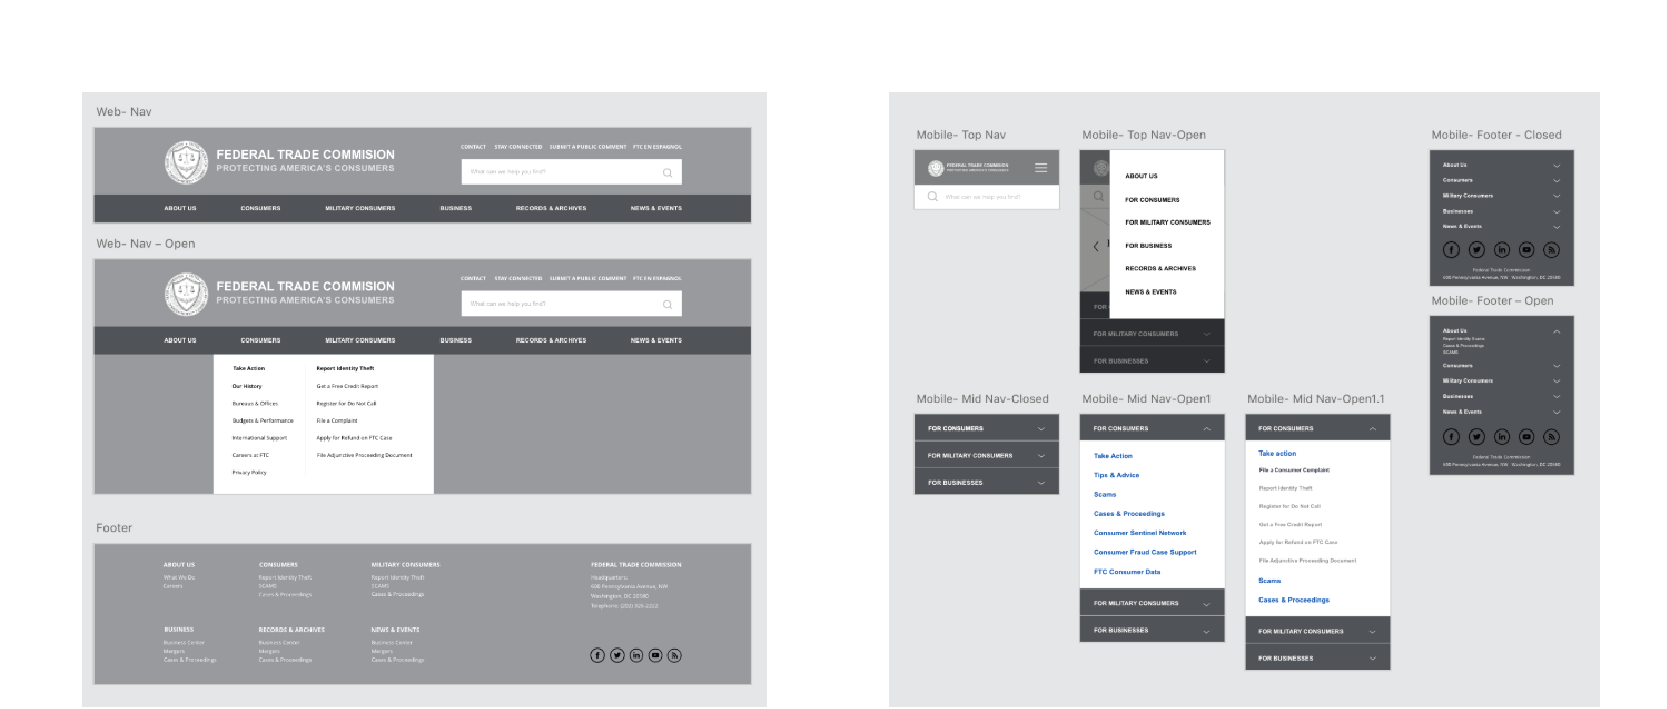 Web- Nav
FEDERAL TRADE COMMISION
PROTECTING AMERICA'S CONSUMERS
CONTACT STAY CONNECTED SUBMIT A PUBLIC COMMENT FTC EN ESPAGNOL
What can we help you find?
ABOUT US CONSUMERS MILITARY CONSUMERS BUSINESS RECORDS & ARCHIVES NEWS & EVENTS
Web- Nav – Open
FEDERAL TRADE COMMISION
PROTECTING AMERICA'S CONSUMERS
CONTACT STAY CONNECTED SUBMIT A PUBLIC COMMENT FTC EN ESPAGNOL
What can we help you find?
ABOUT US CONSUMERS MILITARY CONSUMERS BUSINESS RECORDS & ARCHIVES NEWS & EVENTS
Take Action
Our History
Bureaus & Offices
Budgets & Performance
International Support
Careers at FTC
Privacy Policy
Report Identity Theft
Get a Free Credit Report
Register for Do Not Call
File a Complaint
Apply for Refund on FTC Case
File Adjunctive Proceeding Document
Footer
ABOUT US
What We Do
Careers
CONSUMERS
Report Identity Theft
SCAMS
Cases & Proceedings
MILITARY CONSUMERS
Report Identity Theft
SCAMS
Cases & Proceedings
FEDERAL TRADE COMMISSION
Headquarters:
600 Pennsylvania Avenue, NW
Washington, DC 20580
Telephone: (202) 326-2222
BUSINESS
Business Center
Mergers
Cases & Proceedings
RECORDS & ARCHIVES
Business Center
Mergers
Cases & Proceedings
NEWS & EVENTS
Business Center
Mergers
Cases & Proceedings
Mobile- Top Nav
FEDERAL TRADE COMMISION
PROTECTING AMERICA'S CONSUMERS
What can we help you find?
Mobile- Top Nav-Open
ABOUT US
FOR CONSUMERS
FOR MILITARY CONSUMERS
FOR BUSINESS
RECORDS & ARCHIVES
NEWS & EVENTS
FOR
FOR MILITARY CONSUMERS
FOR BUSINESSES
Mobile- Mid Nav-Closed
FOR CONSUMERS
FOR MILITARY CONSUMERS
FOR BUSINESSES
Mobile- Mid Nav-Open1
FOR CONSUMERS
Take Action
Tips & Advice
Scams
Cases & Proceedings
Consumer Sentinel Network
Consumer Fraud Case Support
FTC Consumer Data
FOR MILITARY CONSUMERS
FOR BUSINESSES
Mobile- Mid Nav-Open1.1
FOR CONSUMERS
Take action
File a Consumer Complaint
Report Identity Theft
Register for Do Not Call
Get a Free Credit Report
Apply for Refund on FTC Case
File Adjunctive Proceeding Document
Scams
Cases & Proceedings
FOR MILITARY CONSUMERS
FOR BUSINESSES
Mobile- Footer - Closed
About Us
Consumers
Military Consumers
Businesses
News & Events
Federal Trade Commission
600 Pennsylvania Avenue, NW Washington, DC 20580
Mobile- Footer – Open
About Us
Report Identity Scams
Cases & Proceedings
SCAMS
Consumers
Military Consumers
Businesses
News & Events
Federal Trade Commission
600 Pennsylvania Avenue, NW Washington, DC 20580